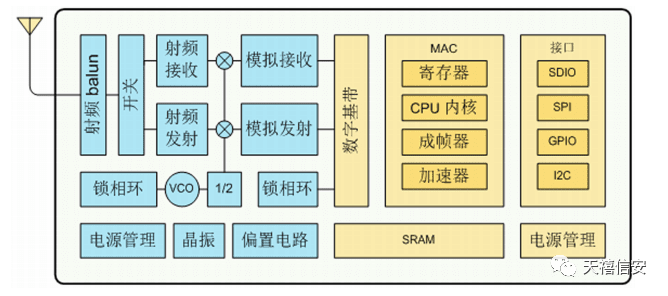 射频 balun
开关
射频
接收
射频
发射
模拟接收
模拟发射
锁相环
VCO
1/2
锁相环
数字基带
MAC
寄存器
CPU 内核
成帧器
加速器
接口
SDIO
SPI
GPIO
I2C
电源管理
晶振
偏置电路
SRAM
电源管理
天禧信安